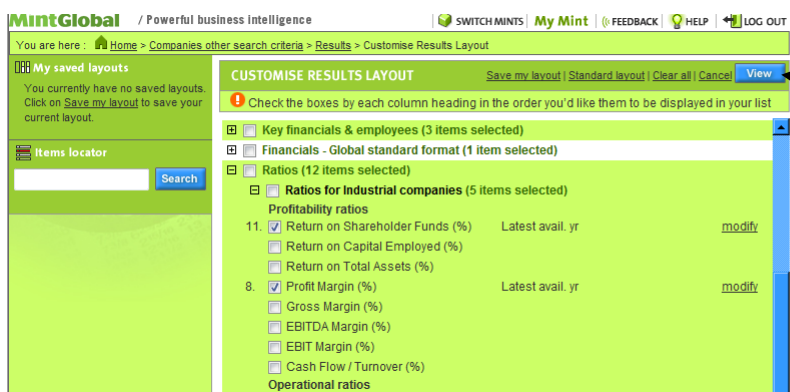 MintGlobal / Powerful business intelligence SWITCH MINTS | My Mint | FEEDBACK | HELP | LOG OUT
You are here : Home > Companies other search criteria > Results > Customise Results Layout
My saved layouts
You currently have no saved layouts.
Click on Save my layout to save your
current layout.
Items locator
Search
CUSTOMISE RESULTS LAYOUT Save my layout | Standard layout | Clear all | Cancel View
Check the boxes by each column heading in the order you'd like them to be displayed in your list
Key financials & employees (3 items selected)
Financials - Global standard format (1 item selected)
Ratios (12 items selected)
Ratios for Industrial companies (5 items selected)
Profitability ratios
11. Return on Shareholder Funds (%) Latest avail. yr modify
Return on Capital Employed (%)
Return on Total Assets (%)
8. Profit Margin (%) Latest avail. yr modify
Gross Margin (%)
EBITDA Margin (%)
EBIT Margin (%)
Cash Flow / Turnover (%)
Operational ratios